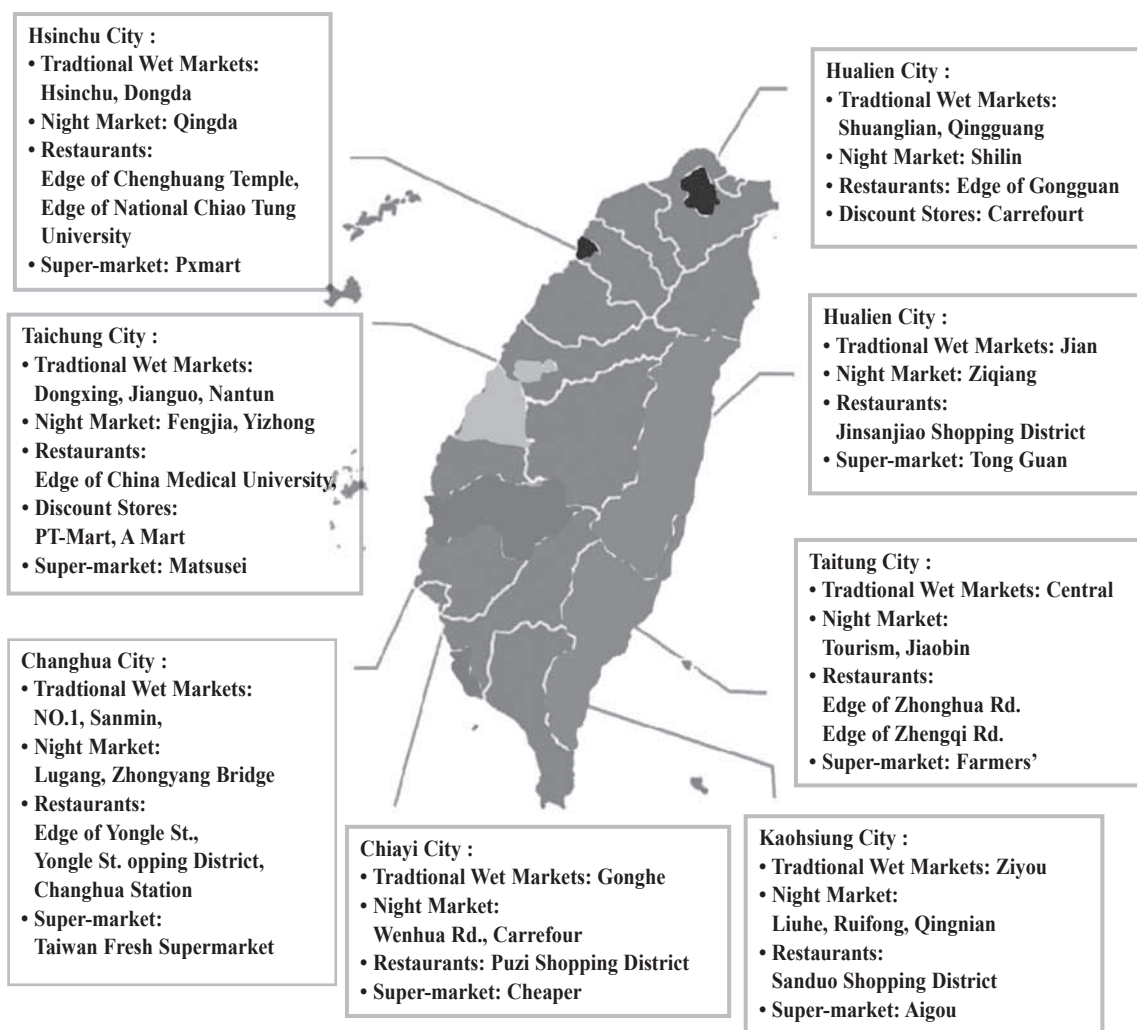 Hsinchu City :
• Tradtional Wet Markets:
Hsinchu, Dongda
• Night Market: Qingda
• Restaurants:
Edge of Chenghuang Temple,
Edge of National Chiao Tung
University
• Super-market: Pxmart
Taichung City :
• Tradtional Wet Markets:
Dongxing, Jianguo, Nantun
• Night Market: Fengjia, Yizhong
• Restaurants:
Edge of China Medical University,
• Discount Stores:
PT-Mart, A Mart
• Super-market: Matsusei
Changhua City :
• Tradtional Wet Markets:
NO.1, Sanmin,
• Night Market:
Lugang, Zhongyang Bridge
• Restaurants:
Edge of Yongle St.,
Yongle St. opping District,
Changhua Station
• Super-market:
Taiwan Fresh Supermarket
Chiayi City :
• Tradtional Wet Markets: Gonghe
• Night Market:
Wenhua Rd., Carrefour
• Restaurants: Puzi Shopping District
• Super-market: Cheaper
Hualien City :
• Tradtional Wet Markets:
Shuanglian, Qingguang
• Night Market: Shilin
• Restaurants: Edge of Gongguan
• Discount Stores: Carrefourt
Hualien City :
• Tradtional Wet Markets: Jian
• Night Market: Ziqiang
• Restaurants:
Jinsanjiao Shopping District
• Super-market: Tong Guan
Taitung City :
• Tradtional Wet Markets: Central
• Night Market:
Tourism, Jiaobin
• Restaurants:
Edge of Zhonghua Rd.
Edge of Zhengqi Rd.
• Super-market: Farmers’
Kaohsiung City :
• Tradtional Wet Markets: Ziyou
• Night Market:
Liuhe, Ruifong, Qingnian
• Restaurants:
Sanduo Shopping District
• Super-market: Aigou